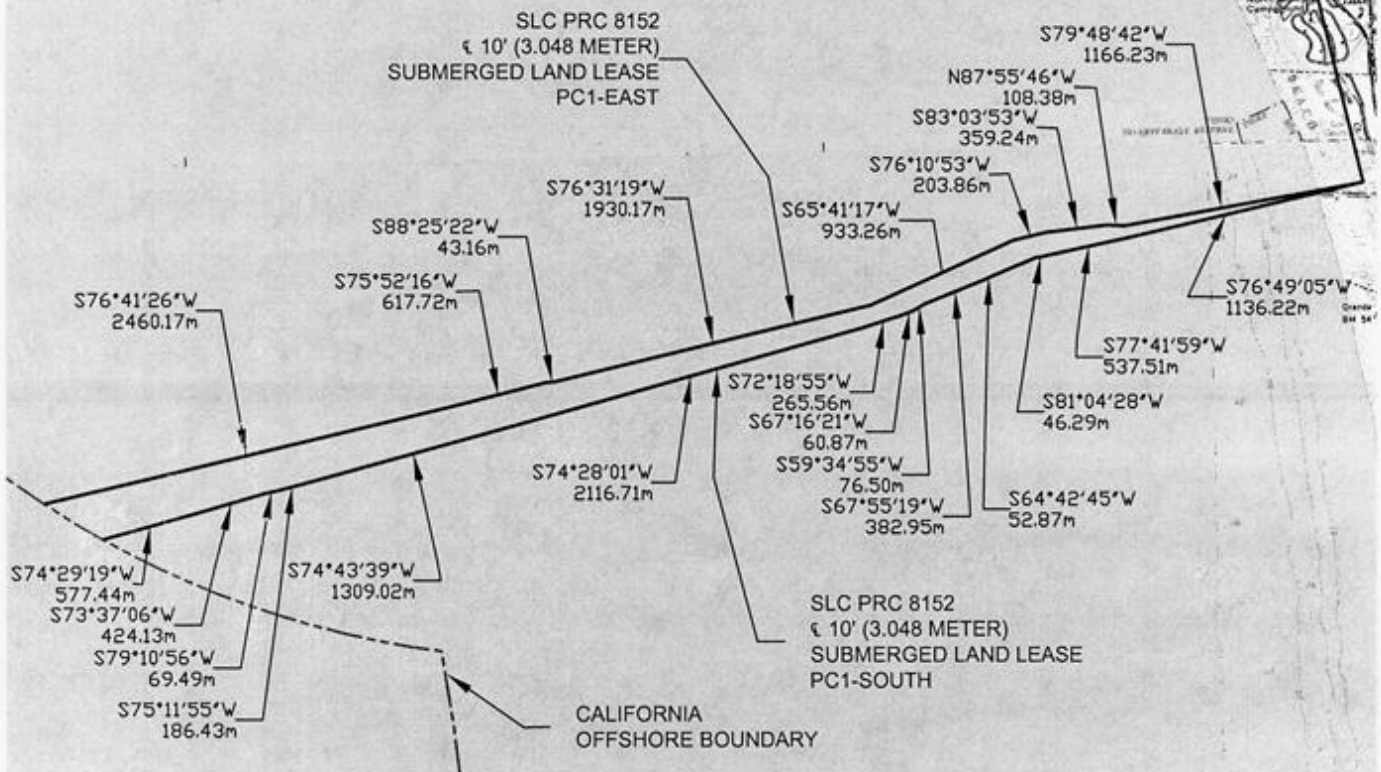 SLC PRC 8152
℄ 10' (3.048 METER)
SUBMERGED LAND LEASE
PC1-EAST
S79°48'42"W
1166.23m
N87°55'46"W
108.38m
S83°03'53"W
359.24m
S76°10'53"W
203.86m
S65°41'17"W
933.26m
S76°31'19"W
1930.17m
S88°25'22"W
43.16m
S75°52'16"W
617.72m
S76°41'26"W
2460.17m
S76°49'05"W
1136.22m
Grande
BM 54
S77°41'59"W
537.51m
S81°04'28"W
46.29m
S64°42'45"W
52.87m
S72°18'55"W
265.56m
S67°16'21"W
60.87m
S59°34'55"W
76.50m
S67°55'19"W
382.95m
S74°28'01"W
2116.71m
S74°43'39"W
1309.02m
S74°29'19"W
577.44m
S73°37'06"W
424.13m
S79°10'56"W
69.49m
S75°11'55"W
186.43m
SLC PRC 8152
℄ 10' (3.048 METER)
SUBMERGED LAND LEASE
PC1-SOUTH
CALIFORNIA
OFFSHORE BOUNDARY